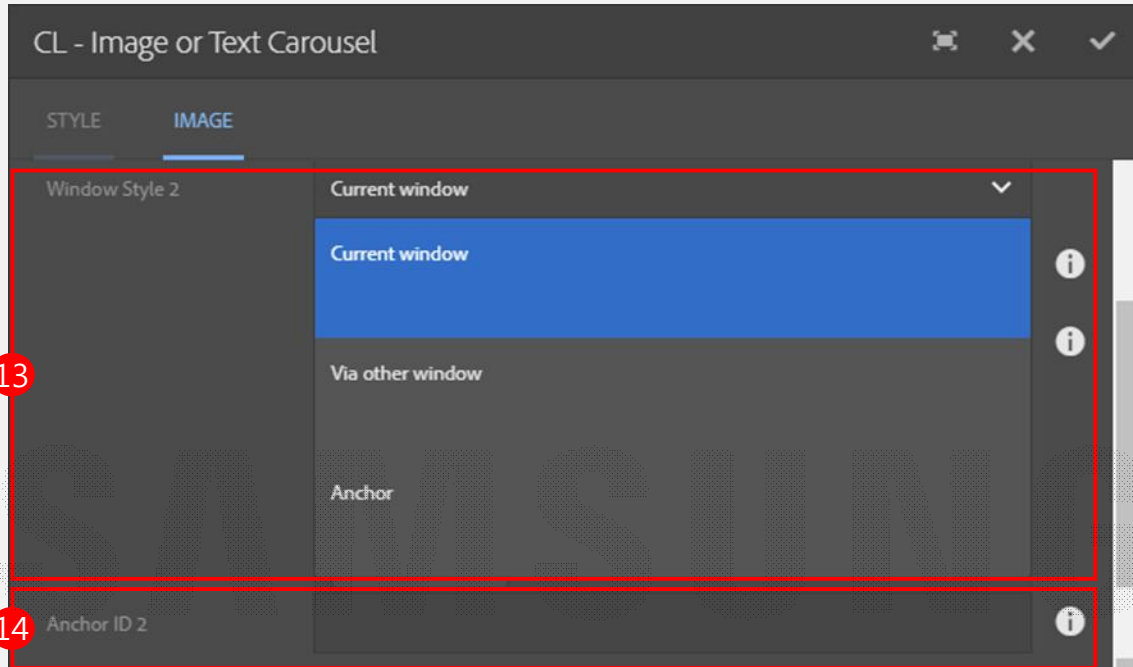 CL - Image or Text Carousel
STYLE IMAGE
Window Style 2 Current window
Current window
Via other window
13
Anchor
SAMSUNG
Anchor ID 2
14